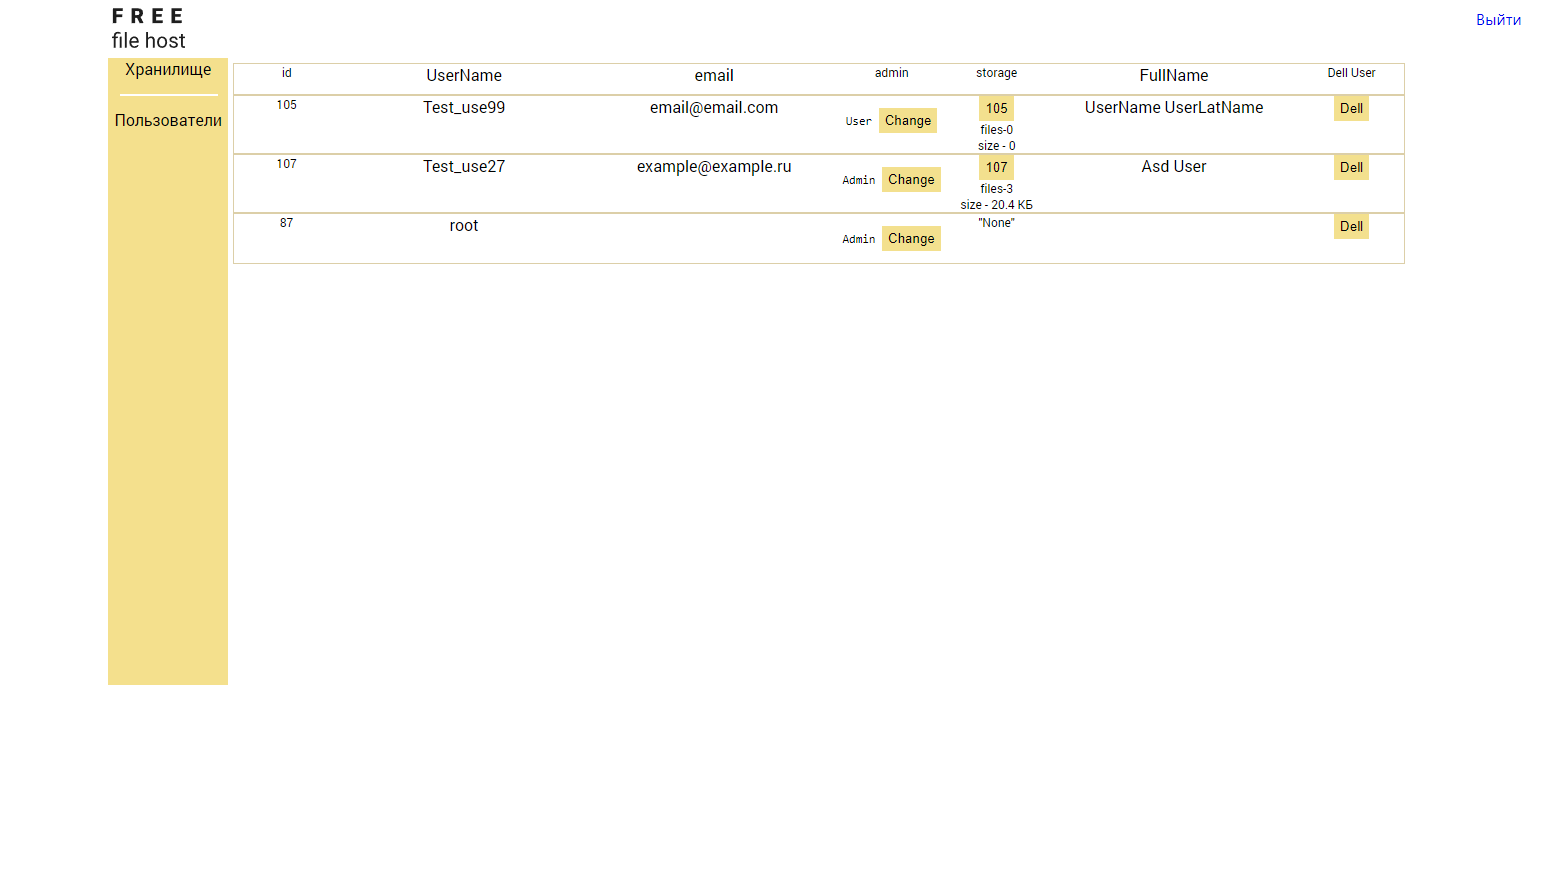 F R E E
file host
Выйти
Хранилище
Пользователи
id UserName email admin storage FullName Dell User
105 Test_use99 email@email.com User Change 105 UserName UserLatName Dell
files-0
size - 0
107 Test_use27 example@example.ru Admin Change 107 Asd User Dell
files-3
size - 20.4 КБ
87 root Admin Change "None" Dell